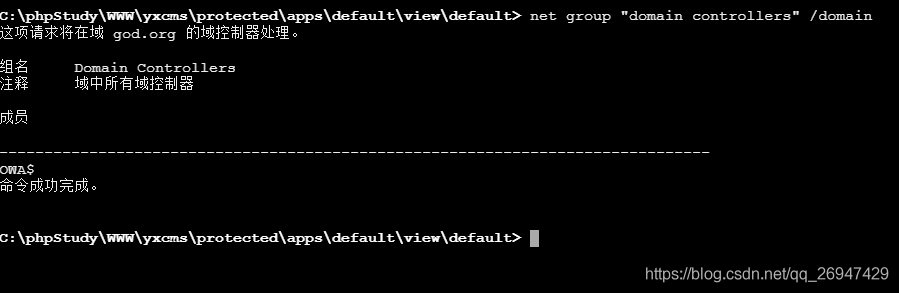 C:\phpStudy\WWW\yxcms\protected\apps\default\view\default> net group "domain controllers" /domain
这项请求将在域 god.org 的域控制器处理。
组名     Domain Controllers
注释     域中所有域控制器
成员
-------------------------------------------------------------------------------
OWA$
命令成功完成。
C:\phpStudy\WWW\yxcms\protected\apps\default\view\default>
https://blog.csdn.net/qq_26947429